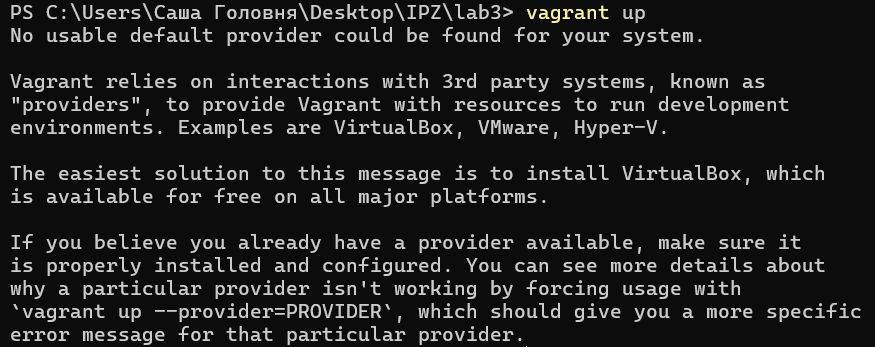 PS C:\Users\Саша Головня\Desktop\IPZ\lab3> vagrant up
No usable default provider could be found for your system.

Vagrant relies on interactions with 3rd party systems, known as
"providers", to provide Vagrant with resources to run development
environments. Examples are VirtualBox, VMware, Hyper-V.

The easiest solution to this message is to install VirtualBox, which
is available for free on all major platforms.

If you believe you already have a provider available, make sure it
is properly installed and configured. You can see more details about
why a particular provider isn't working by forcing usage with
`vagrant up --provider=PROVIDER`, which should give you a more specific
error message for that particular provider.